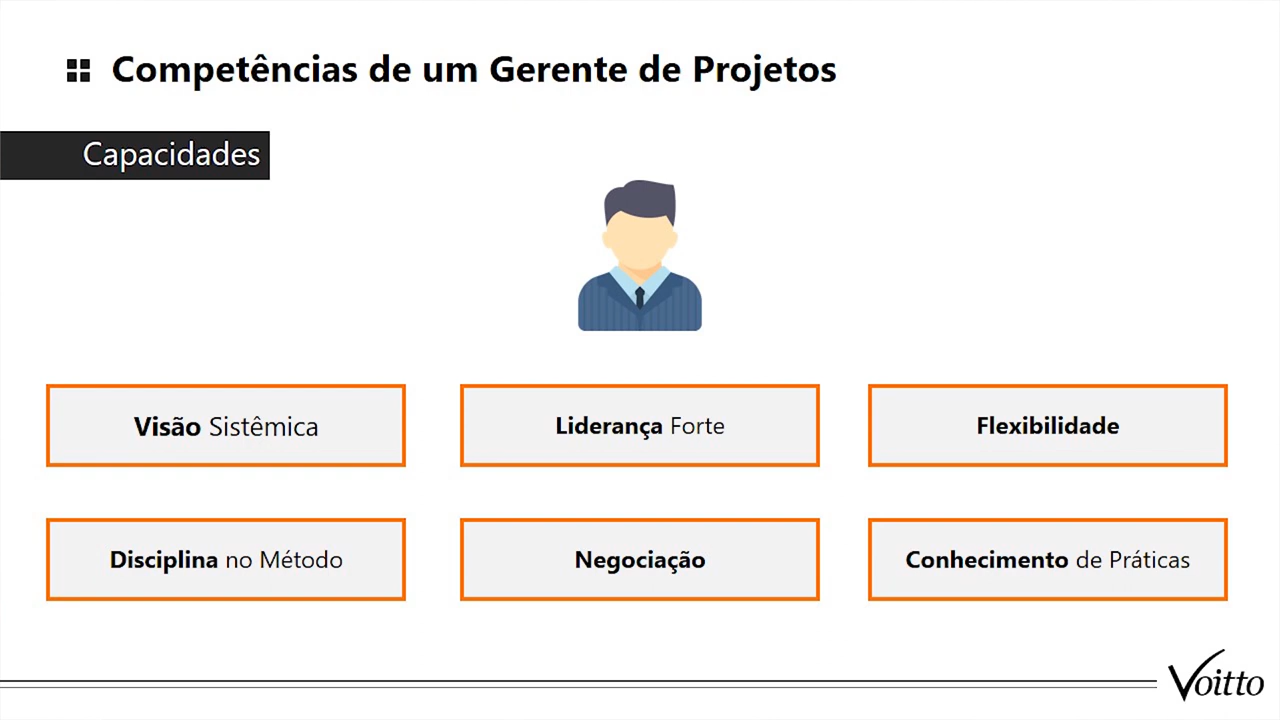 Competências de um Gerente de Projetos
Capacidades
Visão Sistêmica
Liderança Forte
Flexibilidade
Disciplina no Método
Negociação
Conhecimento de Práticas
Voitto